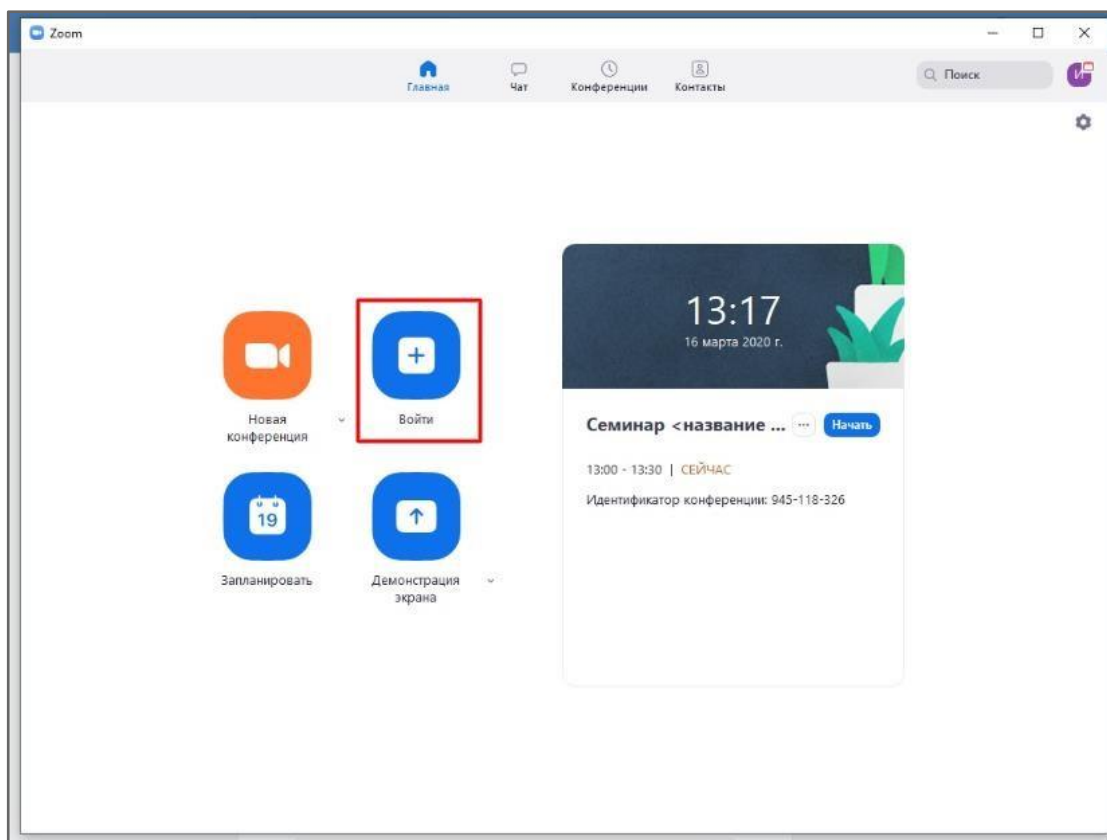 Zoom
Главная
Чат
Конференции
Контакты
Поиск
И
13:17
16 марта 2020 г.
Новая
конференция
Войти
Семинар <название ... ... Начать
13:00 - 13:30 | СЕЙЧАС
Идентификатор конференции: 945-118-326
19
Запланировать
Демонстрация
экрана